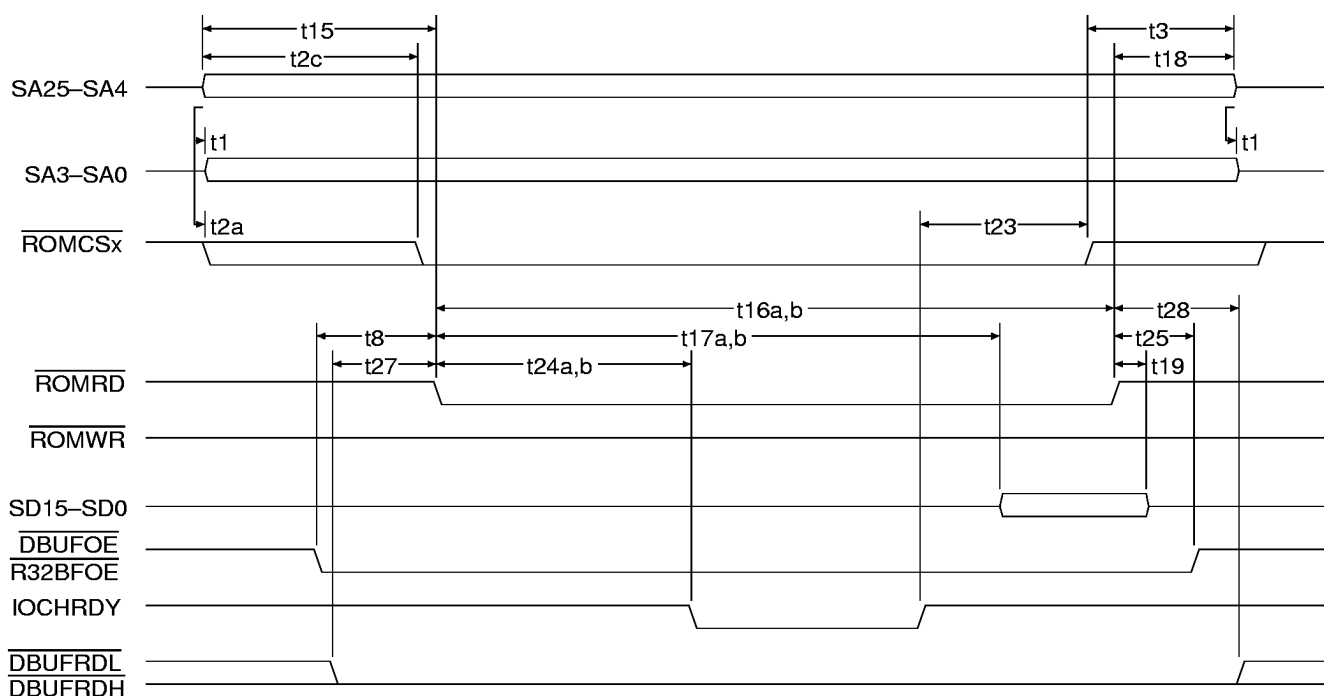 t15
t3
t2c
t18
SA25–SA4
t1
t1
SA3–SA0
t2a
t23
ROMCSx
t16a,b
t28
t8
t17a,b
t25
t27
t24a,b
t19
ROMRD
ROMWR
SD15–SD0
DBUFOE
R32BFOE
IOCHRDY
DBUFRDL
DBUFRDH